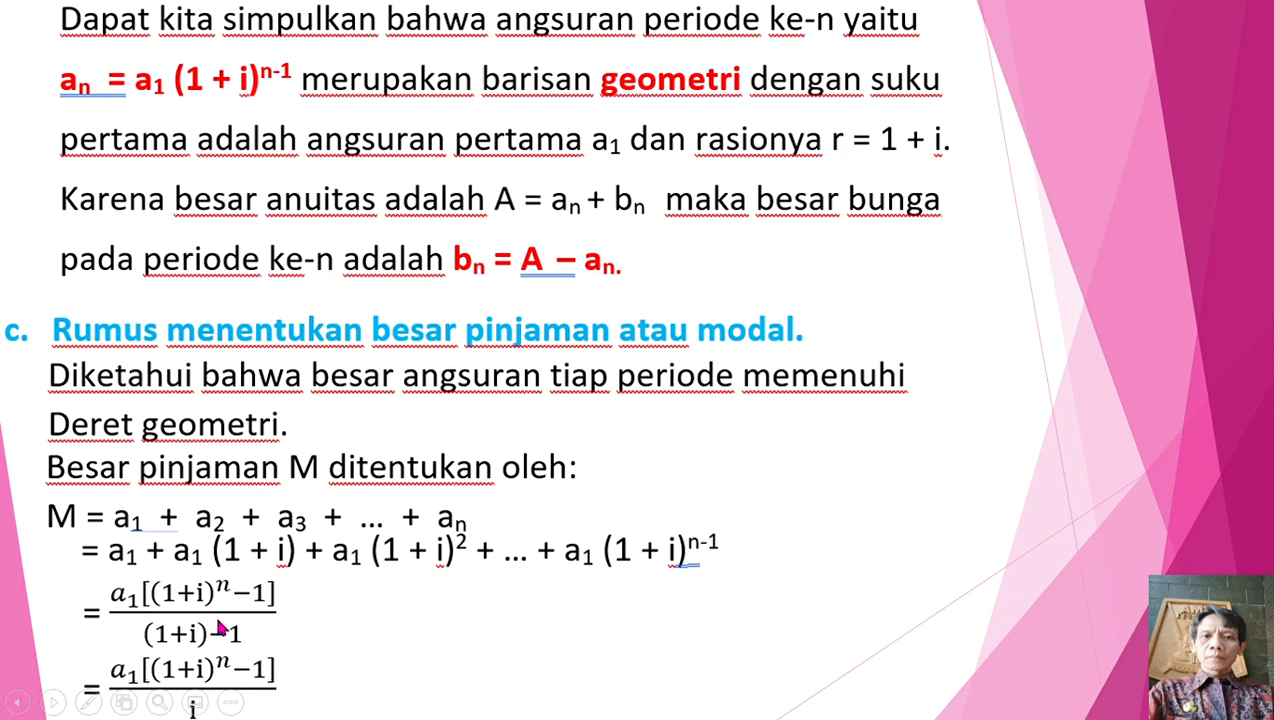 Dapat kita simpulkan bahwa angsuran periode ke-n yaitu
aₙ = a₁ (1 + i)ⁿ⁻¹ merupakan barisan geometri dengan suku
pertama adalah angsuran pertama a₁ dan rasionya r = 1 + i.
Karena besar anuitas adalah A = aₙ + bₙ maka besar bunga
pada periode ke-n adalah bₙ = A – aₙ.
c. Rumus menentukan besar pinjaman atau modal.
Diketahui bahwa besar angsuran tiap periode memenuhi
Deret geometri.
Besar pinjaman M ditentukan oleh:
M = a₁ + a₂ + a₃ + ... + aₙ
= a₁ + a₁ (1 + i) + a₁ (1 + i)² + ... + a₁ (1 + i)ⁿ⁻¹
= a₁[(1+i)ⁿ−1]
(1+i)−1
= a₁[(1+i)ⁿ−1]
i